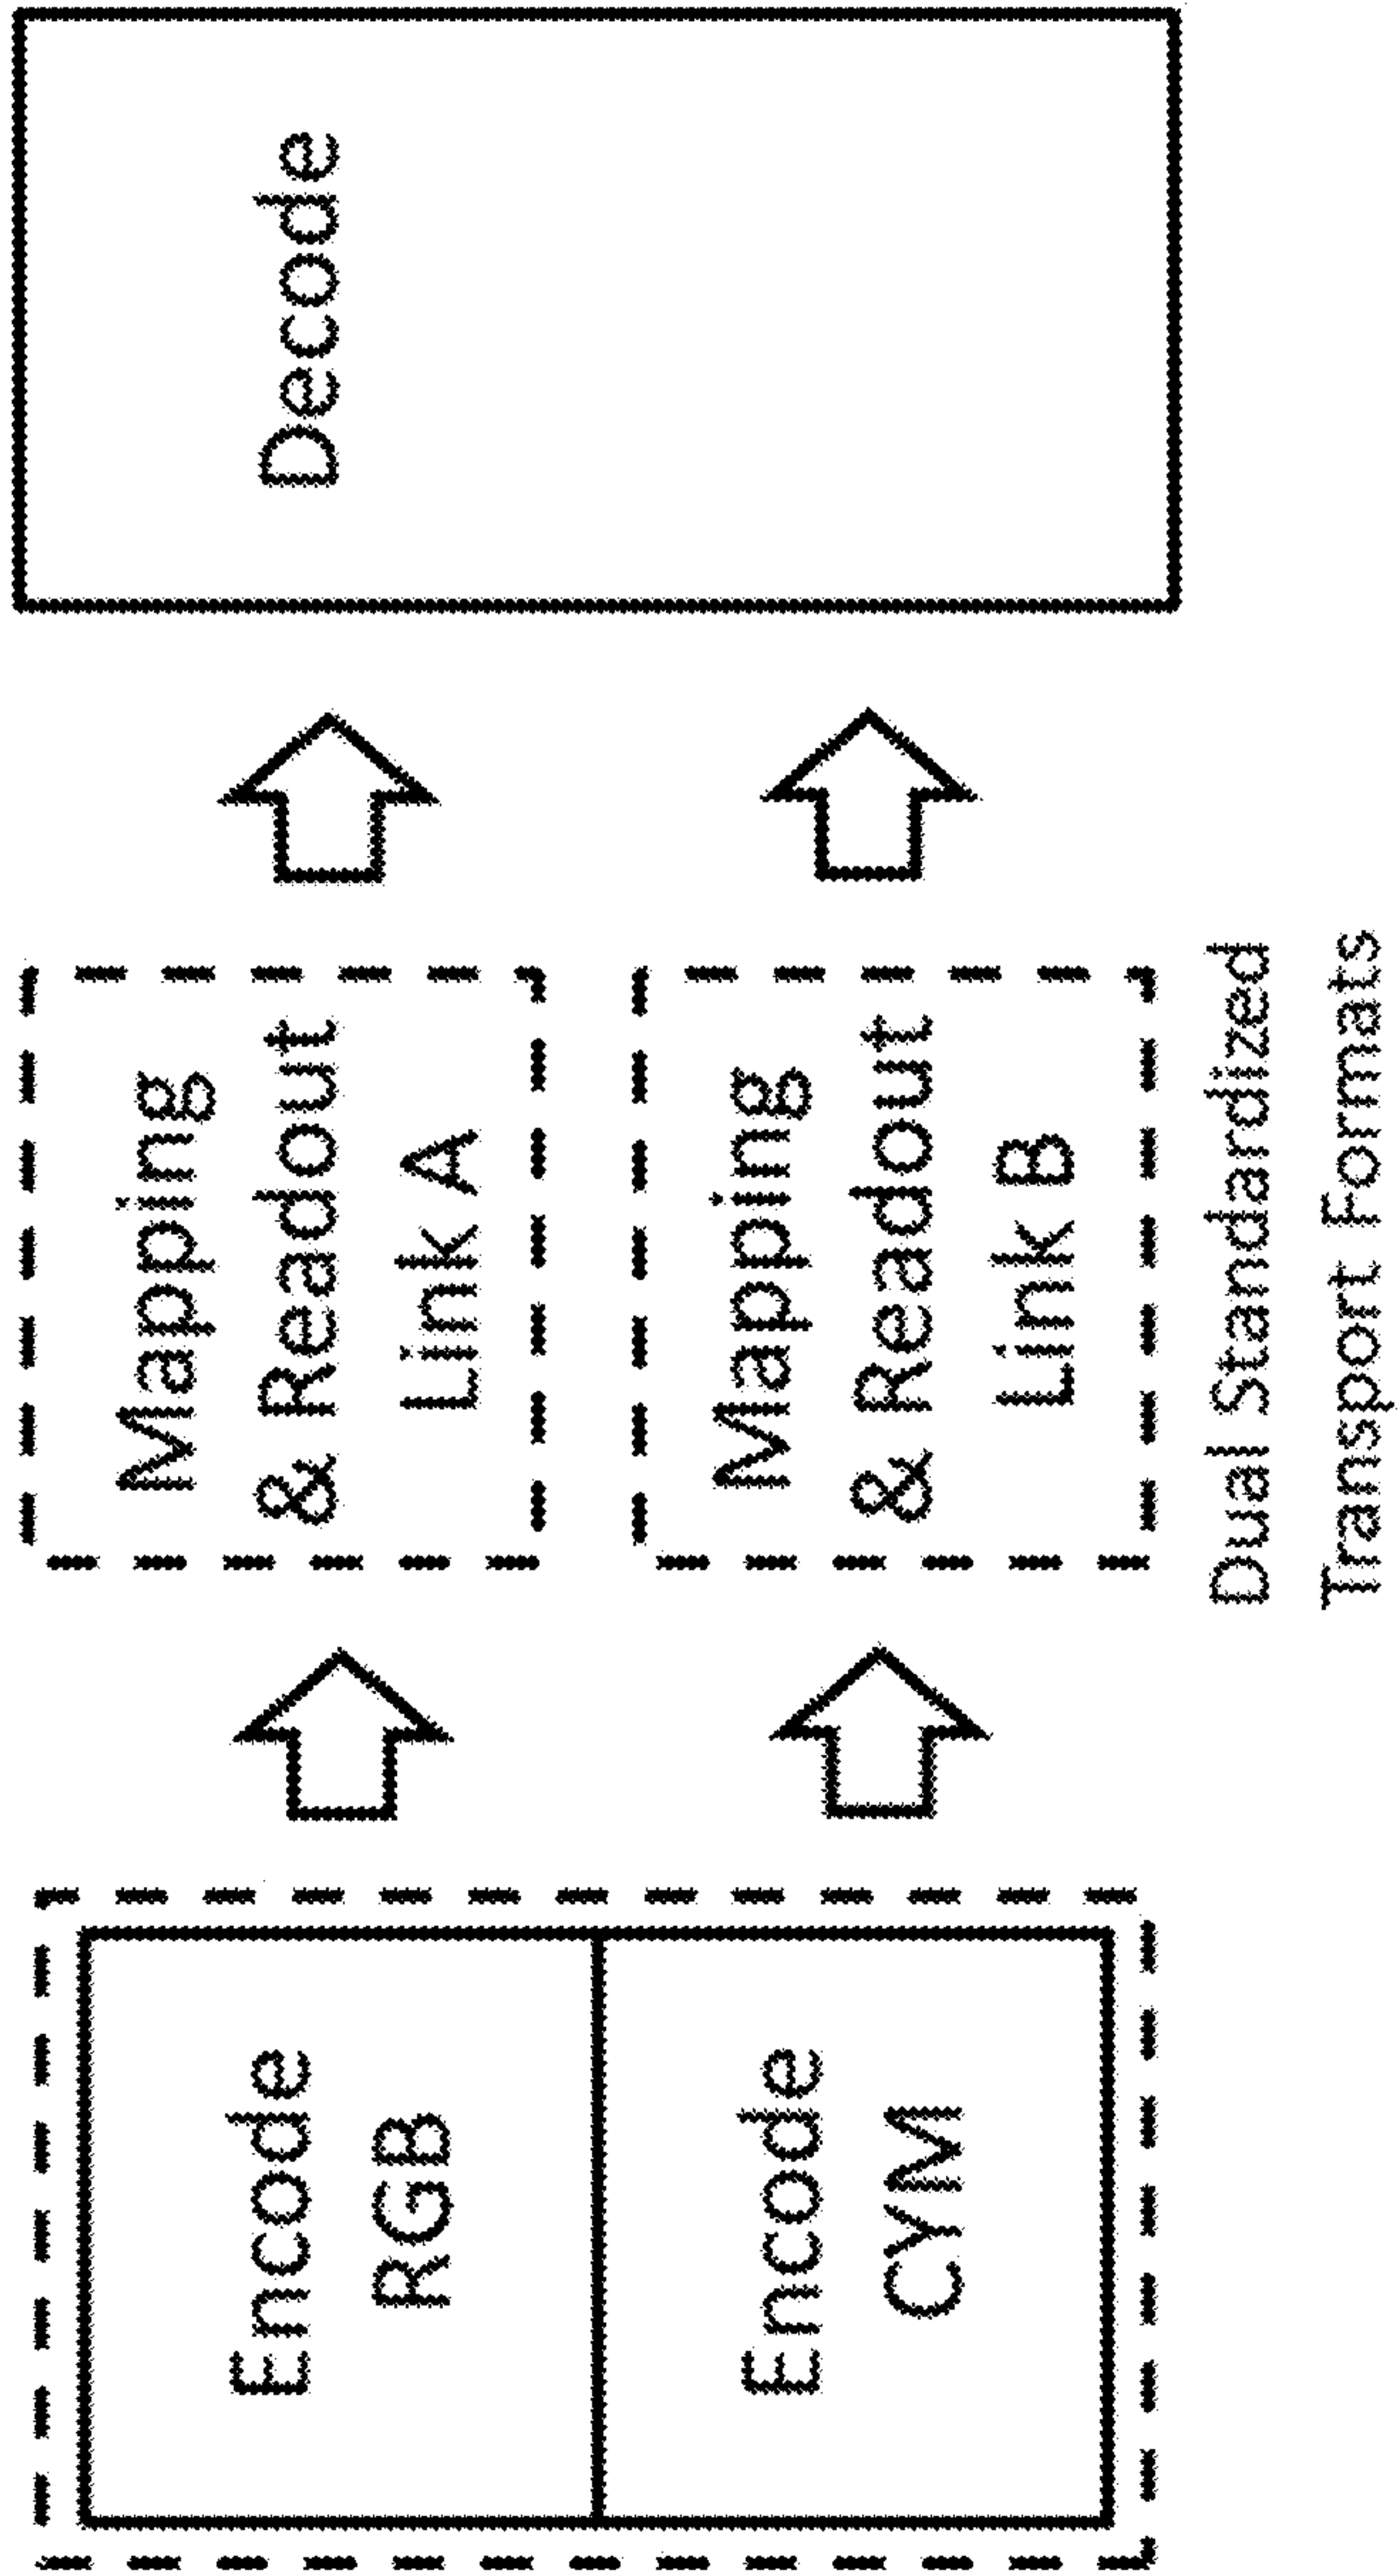 Encode
RGB
Encode
CYM
Mapping
& Readout
Link A
Mapping
& Readout
Link B
Decode
Dual Standardized
Transport Formats